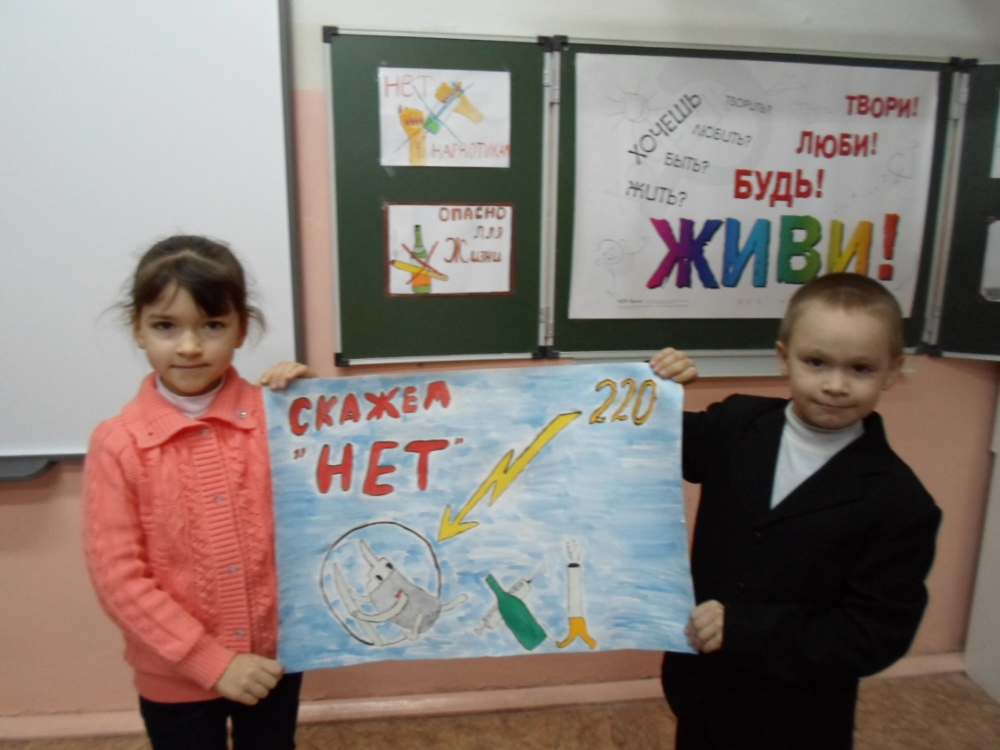 НЕТ
НАРКОТИКАМ
ОПАСНО
ДЛЯ
Жизни
ХОЧЕШЬ
ТВОРИТЬ?
ЛЮБИТЬ?
БЫТЬ?
ЖИТЬ?
ТВОРИ!
ЛЮБИ!
БУДЬ!
ЖИВИ!
СКАЖЕМ
"НЕТ"
220